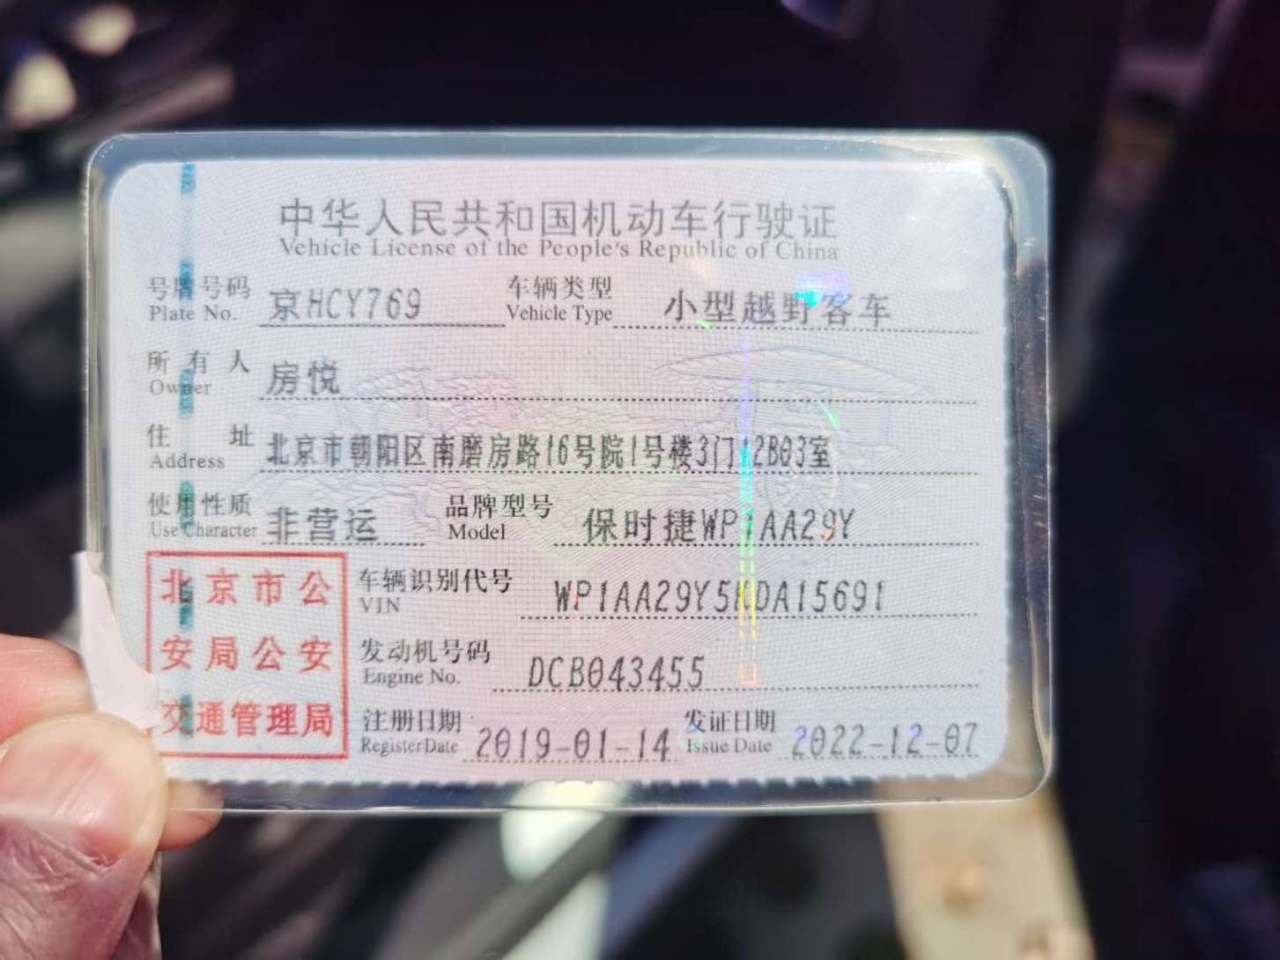 中华人民共和国机动车行驶证
Vehicle License of the People's Republic of China
号牌号码 京HCY769 车辆类型 小型越野客车
Plate No. Vehicle Type
所有人 房悦
Owner
住址 北京市朝阳区南磨房路16号院1号楼3门12B03室
Address
使用性质 非营运 品牌型号 保时捷WP1AA29Y
Use Character Model
车辆识别代号 WP1AA29Y5KDA15691
VIN
发动机号码 DCB043455
Engine No.
注册日期 2019-01-14 发证日期 2022-12-07
Register Date Issue Date
北京市公
安局公安
交通管理局